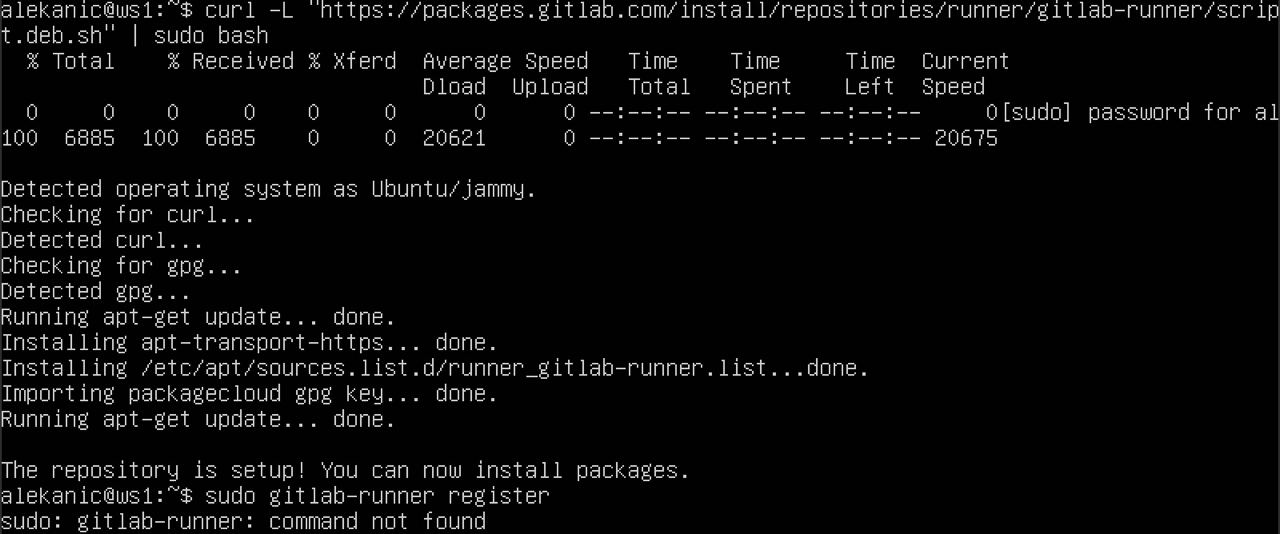 alekanic@ws1:~$ curl -L "https://packages.gitlab.com/install/repositories/runner/gitlab-runner/scrip
t.deb.sh" | sudo bash
  % Total    % Received % Xferd  Average Speed   Time    Time     Time  Current
                                 Dload  Upload   Total   Spent    Left  Speed
  0     0    0     0    0     0      0      0 --:--:-- --:--:-- --:--:--     0[sudo] password for al
100  6885  100  6885    0     0  20621      0 --:--:-- --:--:-- --:--:-- 20675
Detected operating system as Ubuntu/jammy.
Checking for curl...
Detected curl...
Checking for gpg...
Detected gpg...
Running apt-get update... done.
Installing apt-transport-https... done.
Installing /etc/apt/sources.list.d/runner_gitlab-runner.list...done.
Importing packagecloud gpg key... done.
Running apt-get update... done.
The repository is setup! You can now install packages.
alekanic@ws1:~$ sudo gitlab-runner register
sudo: gitlab-runner: command not found